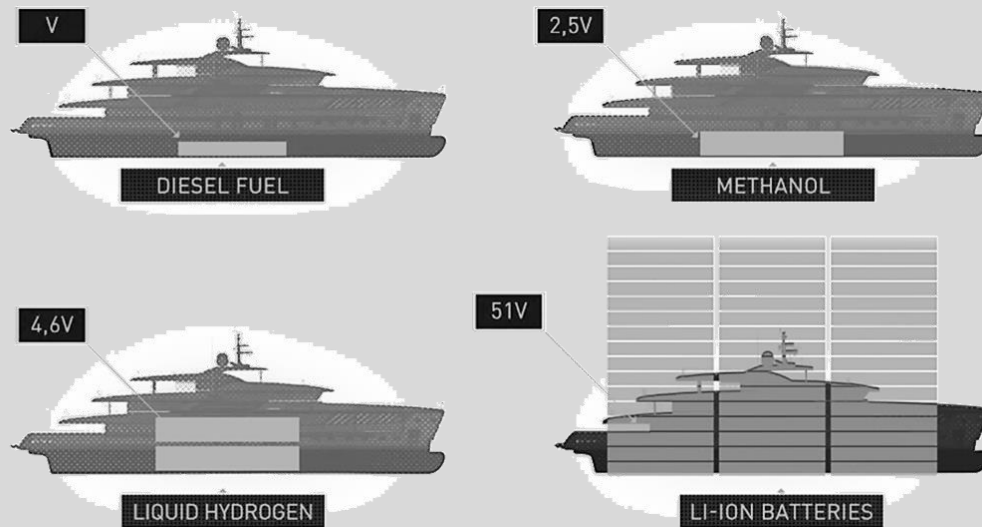 V
2,5V
DIESEL FUEL
METHANOL
4,6V
51V
LIQUID HYDROGEN
LI-ION BATTERIES